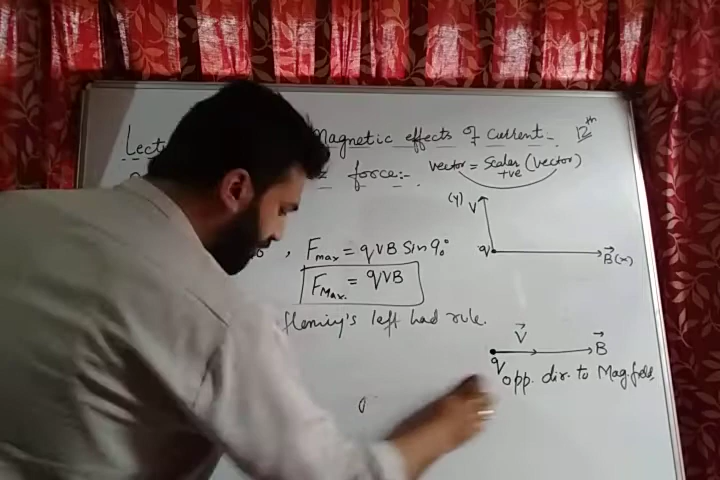 Magnetic effects of Current. 12th
force:-
vector = Scalar (vector)
+ve
(y)
V
q
B(x)
, Fmax = qVB Sin 90°
FMax. = qVB
fleminy's left had rule.
V
B
q
opp. dir. to Mag. field.